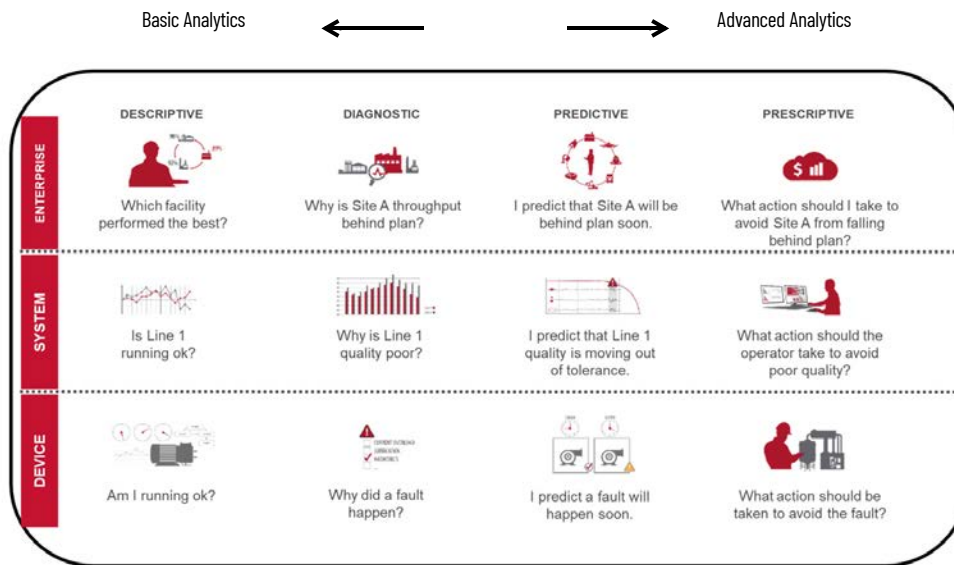 Basic Analytics
Advanced Analytics
DESCRIPTIVE
DIAGNOSTIC
PREDICTIVE
PRESCRIPTIVE
ENTERPRISE
Which facility
performed the best?
Why is Site A throughput
behind plan?
I predict that Site A will be
behind plan soon.
What action should I take to
avoid Site A from falling
behind plan?
SYSTEM
Is Line 1
running ok?
Why is Line 1
quality poor?
I predict that Line 1
quality is moving out
of tolerance.
What action should the
operator take to avoid
poor quality?
DEVICE
Am I running ok?
Why did a fault
happen?
I predict a fault will
happen soon.
What action should be
taken to avoid the fault?